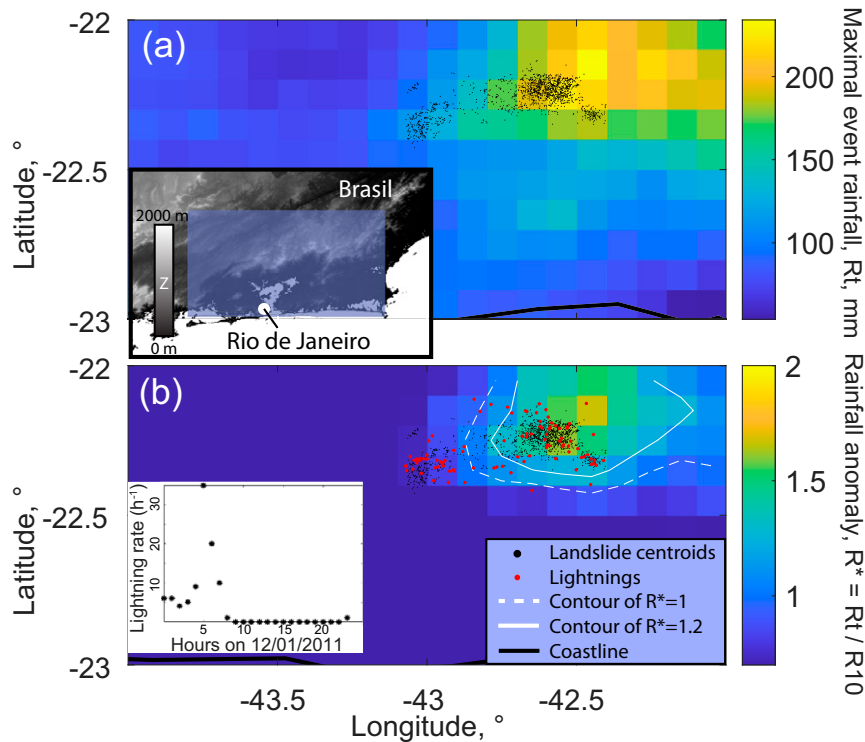 (a)
-22
-22.5
-23
Latitude, °
Brasil
2000 m
Z
0 m
Rio de Janeiro
200
150
100
Maximal event rainfall, Rt, mm
(b)
-22
-22.5
-23
Latitude, °
Lightning rate (h⁻¹)
30
20
10
5
10
15
20
Hours on 12/01/2011
Landslide centroids
Lightnings
Contour of R*=1
Contour of R*=1.2
Coastline
2
1.5
1
Rainfall anomaly, R* = Rt / R10
-43.5
-43
-42.5
Longitude, °